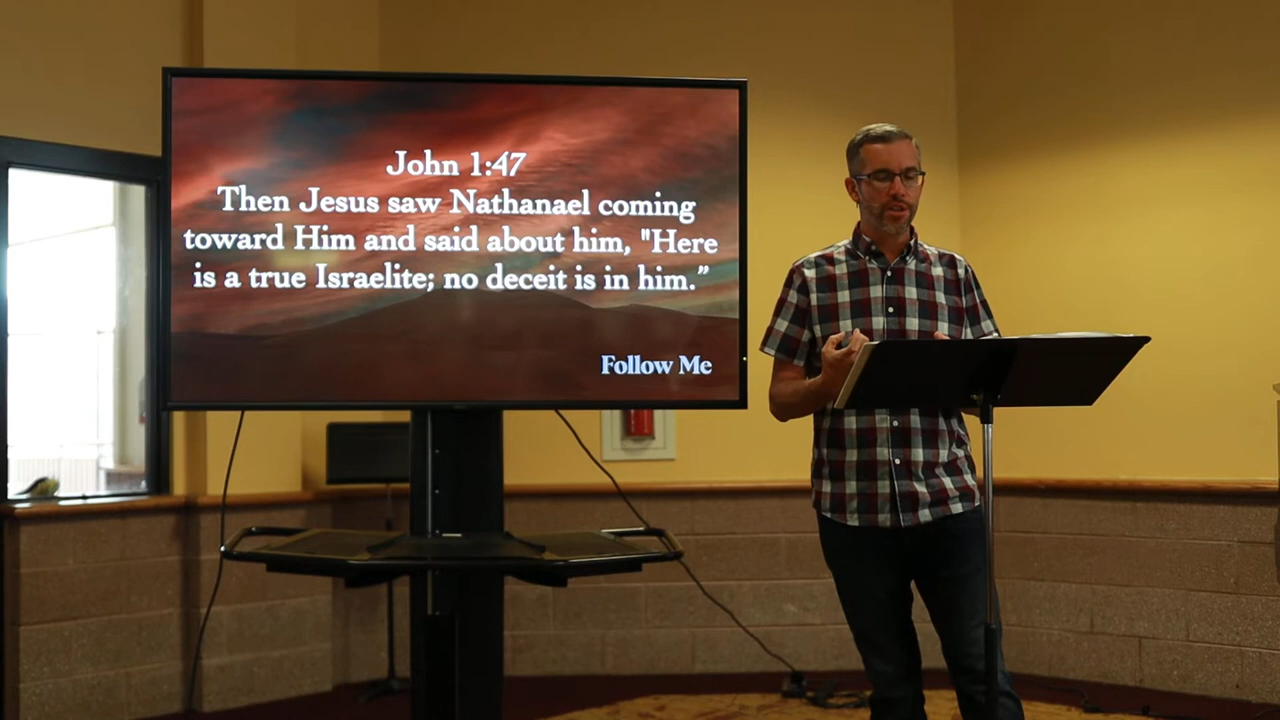 John 1:47
Then Jesus saw Nathanael coming
toward Him and said about him, "Here
is a true Israelite; no deceit is in him.”
Follow Me